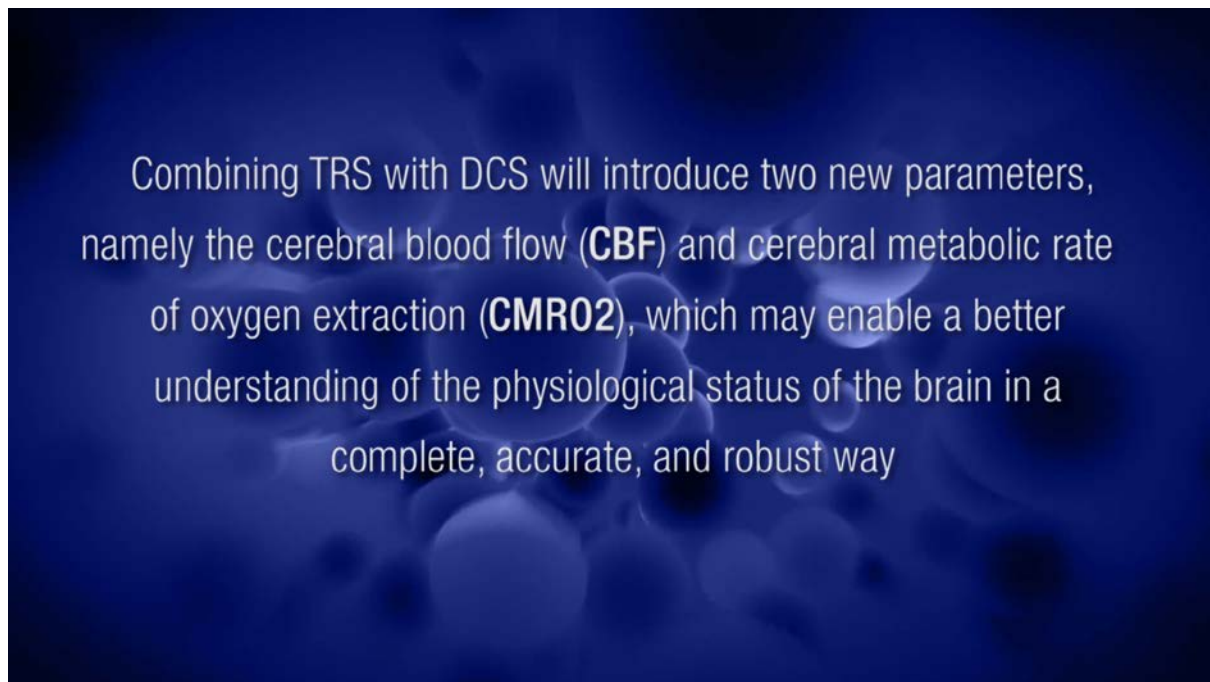 Combining TRS with DCS will introduce two new parameters,
namely the cerebral blood flow (CBF) and cerebral metabolic rate
of oxygen extraction (CMRO2), which may enable a better
understanding of the physiological status of the brain in a
complete, accurate, and robust way